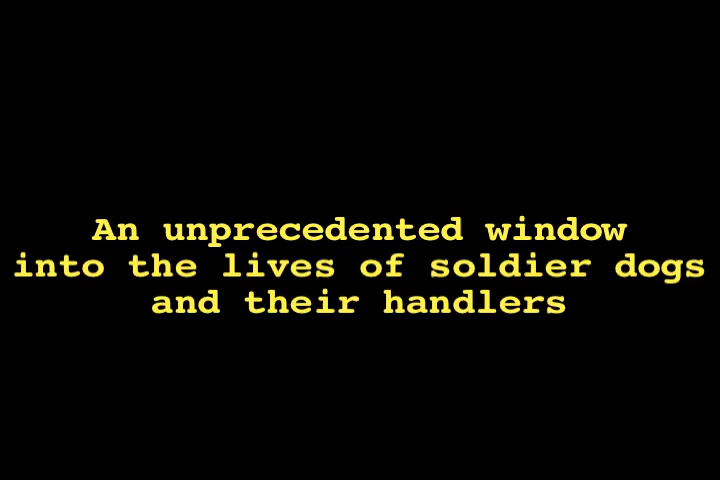 An unprecedented window
into the lives of soldier dogs
and their handlers